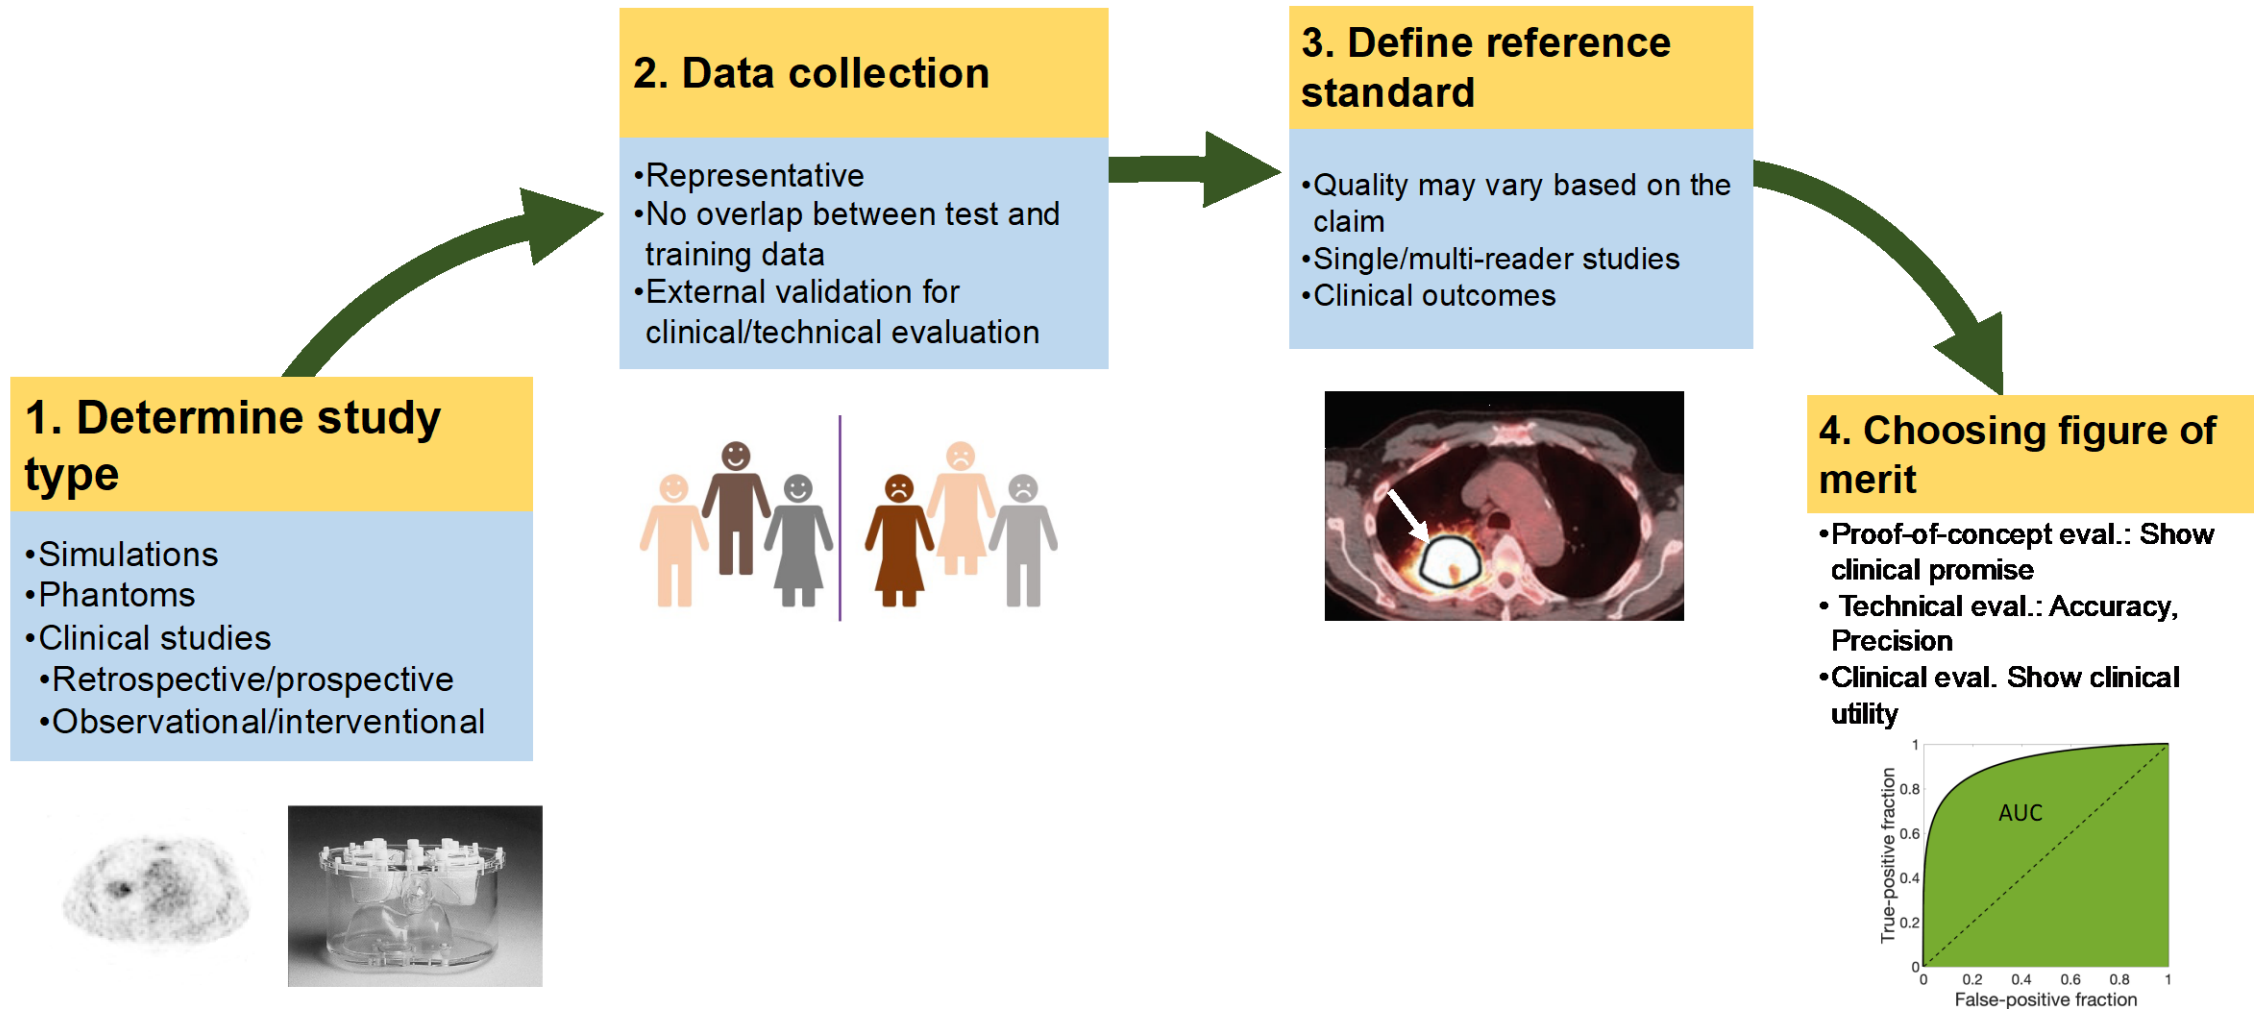 1. Determine study
type
•Simulations
•Phantoms
•Clinical studies
•Retrospective/prospective
•Observational/interventional
2. Data collection
•Representative
•No overlap between test and
training data
•External validation for
clinical/technical evaluation
3. Define reference
standard
•Quality may vary based on the
claim
•Single/multi-reader studies
•Clinical outcomes
4. Choosing figure of
merit
•Proof-of-concept eval.: Show
clinical promise
• Technical eval.: Accuracy,
Precision
•Clinical eval. Show clinical
utility
True-positive fraction
1
0.8
0.6
0.4
0.2
0
AUC
0 0.2 0.4 0.6 0.8 1
False-positive fraction